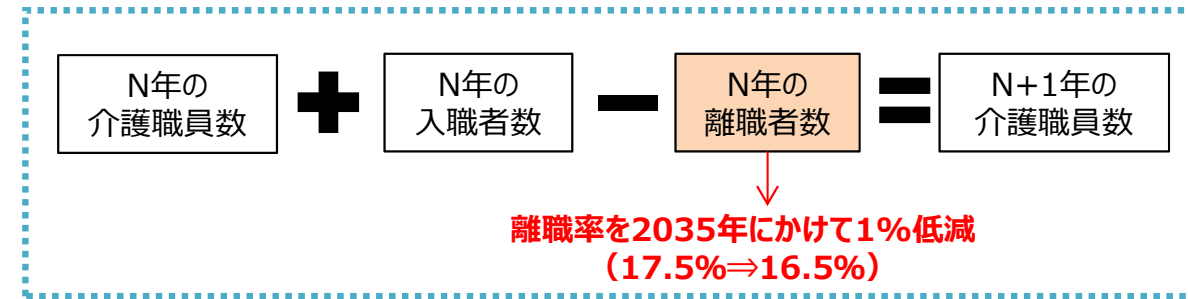 N年の
介護職員数
+
N年の
入職者数
−
N年の
離職者数
=
N+1年の
介護職員数
離職率を2035年にかけて1%低減
（17.5%⇒16.5%）